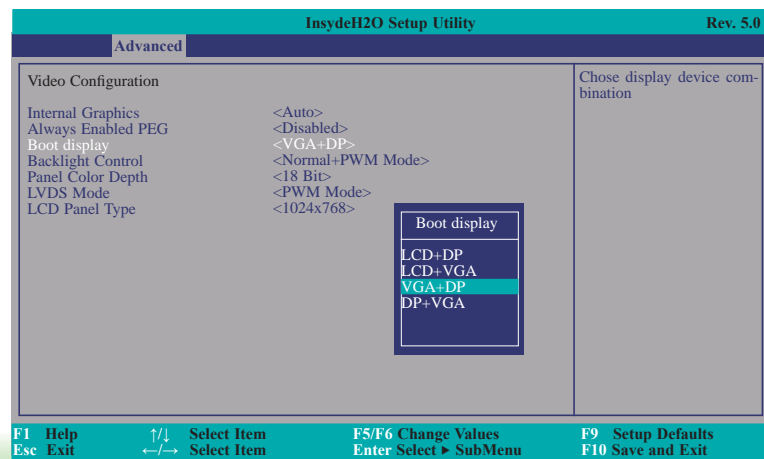 InsydeH2O Setup Utility Rev. 5.0
Advanced
Video Configuration
Internal Graphics <Auto>
Always Enabled PEG <Disabled>
Boot display <VGA+DP>
Backlight Control <Normal+PWM Mode>
Panel Color Depth <18 Bit>
LVDS Mode <PWM Mode>
LCD Panel Type <1024x768>
Boot display
LCD+DP
LCD+VGA
VGA+DP
DP+VGA
Chose display device com-
bination
F1 Help ↑/↓ Select Item F5/F6 Change Values F9 Setup Defaults
Esc Exit ←/→ Select Item Enter Select ► SubMenu F10 Save and Exit